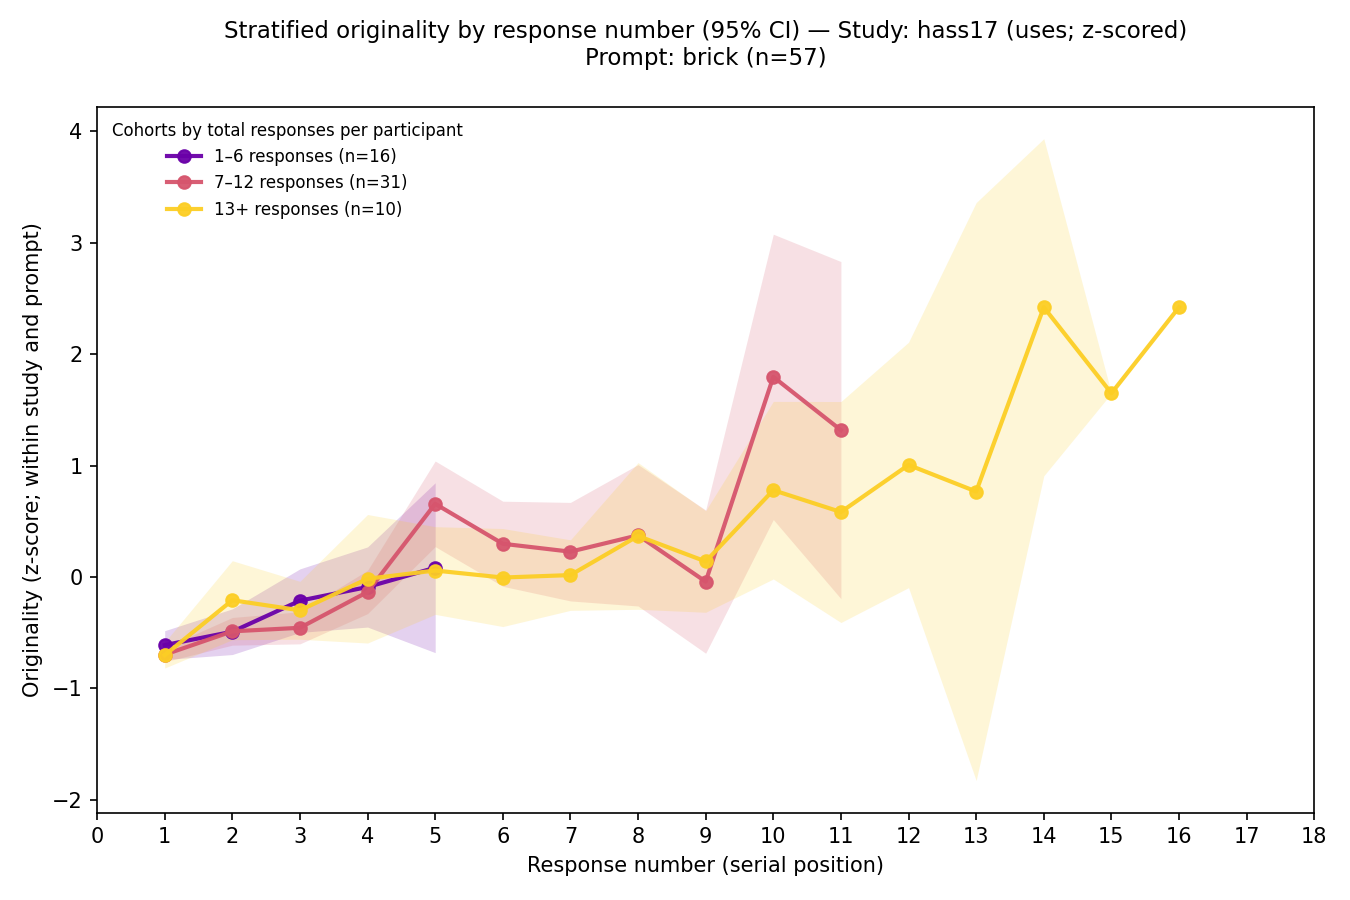 Stratified originality by response number (95% CI) — Study: hass17 (uses; z-scored)
Prompt: brick (n=57)
Cohorts by total responses per participant
1–6 responses (n=16)
7–12 responses (n=31)
13+ responses (n=10)
Originality (z-score; within study and prompt)
4
3
2
1
0
−1
−2
0 1 2 3 4 5 6 7 8 9 10 11 12 13 14 15 16 17 18
Response number (serial position)